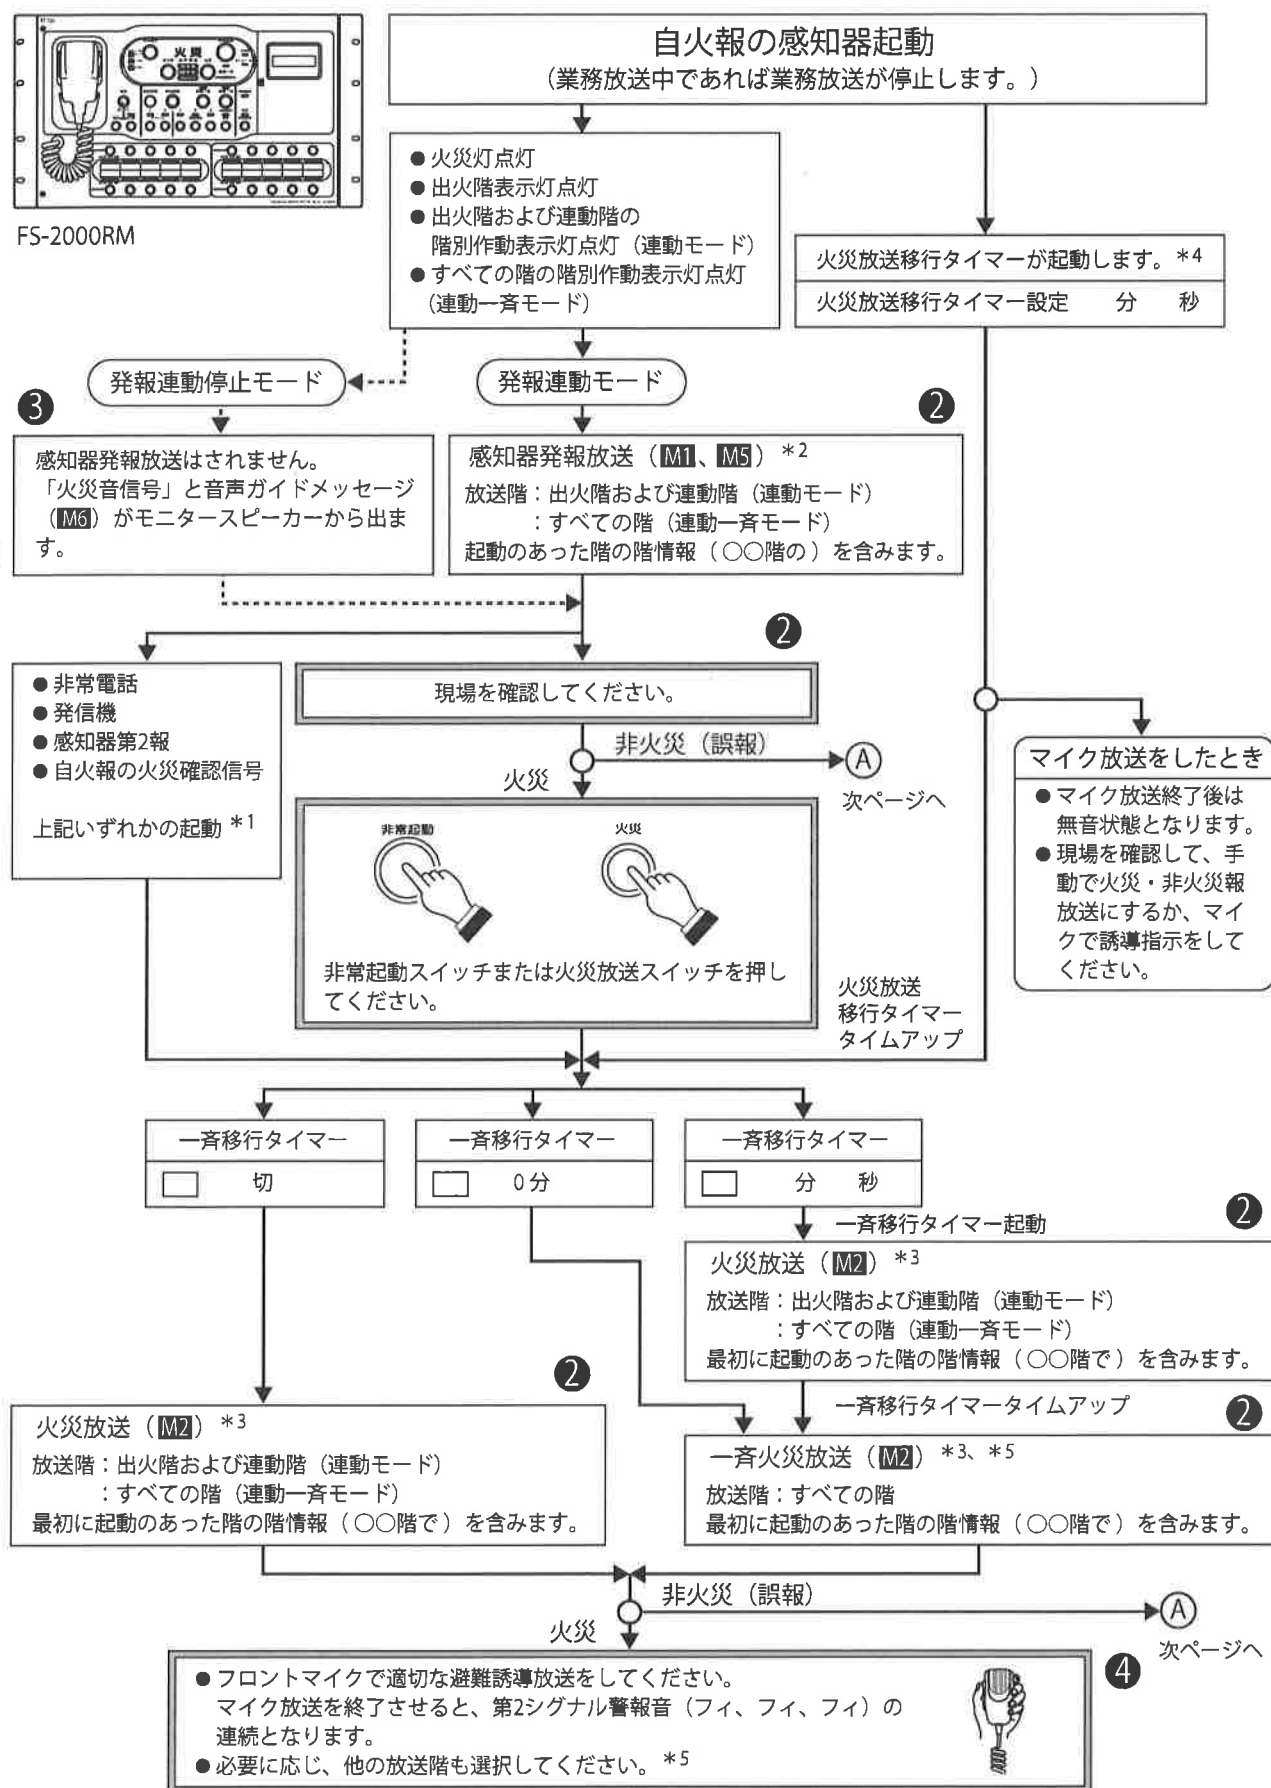 自火報の感知器起動
(業務放送中であれば業務放送が停止します。)
火災
FS-2000RM
●火災灯点灯
●出火階表示灯点灯
●出火階および連動階の
階別作動表示灯点灯（連動モード）
●すべての階の階別作動表示灯点灯
（連動一斉モード）
火災放送移行タイマーが起動します。*4
火災放送移行タイマー設定 分 秒
発報連動停止モード
発報連動モード
❸
感知器発報放送はされません。
「火災音信号」と音声ガイドメッセージ
（M6）がモニタースピーカーから出ま
す。
❷
感知器発報放送（M1、M5）*2
放送階：出火階および連動階（連動モード）
：すべての階（連動一斉モード）
起動のあった階の階情報（○○階の）を含みます。
●非常電話
●発信機
●感知器第2報
●自火報の火災確認信号
上記いずれかの起動 *1
❷
現場を確認してください。
非火災（誤報）
A
次ページへ
火災
非常起動
火災
非常起動スイッチまたは火災放送スイッチを押し
てください。
マイク放送をしたとき
●マイク放送終了後は
無音状態となります。
●現場を確認して、手
動で火災・非火災報
放送にするか、マイ
クで誘導指示をして
ください。
火災放送
移行タイマー
タイムアップ
一斉移行タイマー
切
一斉移行タイマー
0分
一斉移行タイマー
分 秒
一斉移行タイマー起動
❷
火災放送（M2）*3
放送階：出火階および連動階（連動モード）
：すべての階（連動一斉モード）
最初に起動のあった階の階情報（○○階で）を含みます。
一斉移行タイマータイムアップ
❷
火災放送（M2）*3
放送階：出火階および連動階（連動モード）
：すべての階（連動一斉モード）
最初に起動のあった階の階情報（○○階で）を含みます。
❷
一斉火災放送（M2）*3、*5
放送階：すべての階
最初に起動のあった階の階情報（○○階で）を含みます。
非火災（誤報）
A
次ページへ
火災
❹
●フロントマイクで適切な避難誘導放送をしてください。
マイク放送を終了させると、第2シグナル警報音（フィ、フィ、フィ）の
連続となります。
●必要に応じ、他の放送階も選択してください。*5